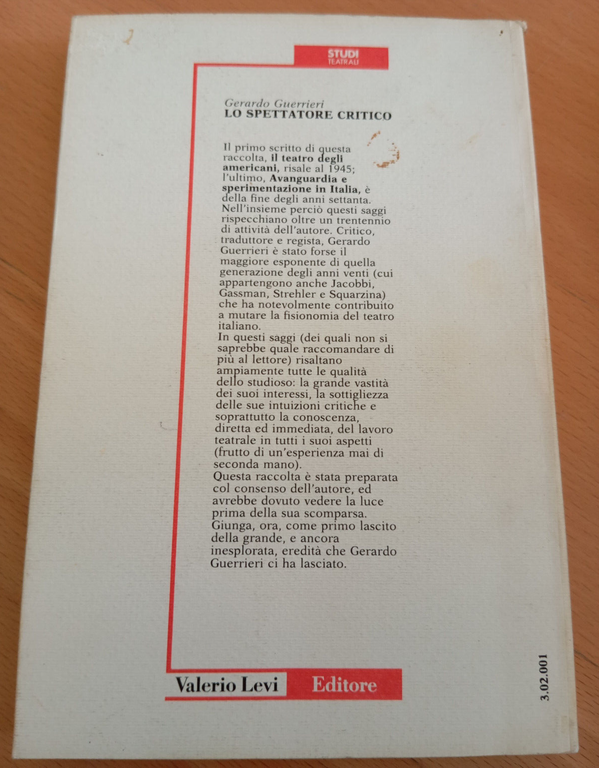 STUDI
TEATRALI
Gerardo Guerrieri
LO SPETTATORE CRITICO
Il primo scritto di questa
raccolta, il teatro degli
americani, risale al 1945;
l'ultimo, Avanguardia e
sperimentazione in Italia, è
della fine degli anni settanta.
Nell'insieme perciò questi saggi
rispecchiano oltre un trentennio
di attività dell'autore. Critico,
traduttore e regista, Gerardo
Guerrieri è stato forse il
maggiore esponente di quella
generazione degli anni venti (cui
appartengono anche Jacobbi,
Gassman, Strehler e Squarzina)
che ha notevolmente contribuito
a mutare la fisionomia del teatro
italiano.
In questi saggi (dei quali non si
saprebbe quale raccomandare di
più al lettore) risaltano
ampiamente tutte le qualità
dello studioso: la grande vastità
dei suoi interessi, la sottigliezza
delle sue intuizioni critiche e
soprattutto la conoscenza,
diretta ed immediata, del lavoro
teatrale in tutti i suoi aspetti
(frutto di un'esperienza mai di
seconda mano).
Questa raccolta è stata preparata
col consenso dell'autore, ed
avrebbe dovuto vedere la luce
prima della sua scomparsa.
Giunga, ora, come primo lascito
della grande, e ancora
inesplorata, eredità che Gerardo
Guerrieri ci ha lasciato.
Valerio Levi Editore
3.02.001